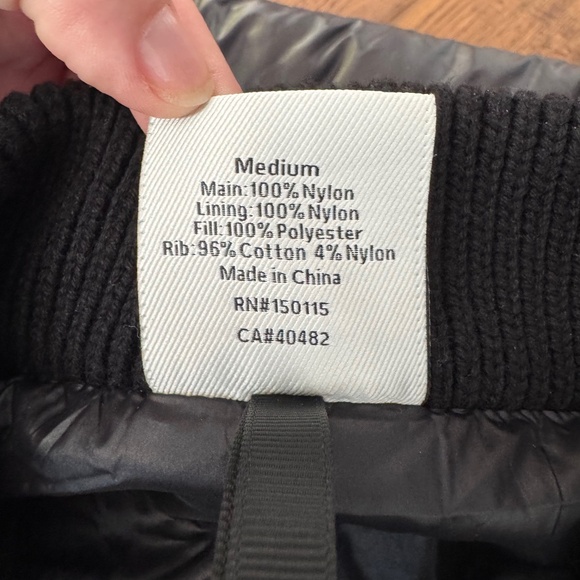 Medium
Main:100% Nylon
Lining:100% Nylon
Fill:100% Polyester
Rib:96% Cotton 4% Nylon
Made in China
RN#150115
CA#40482